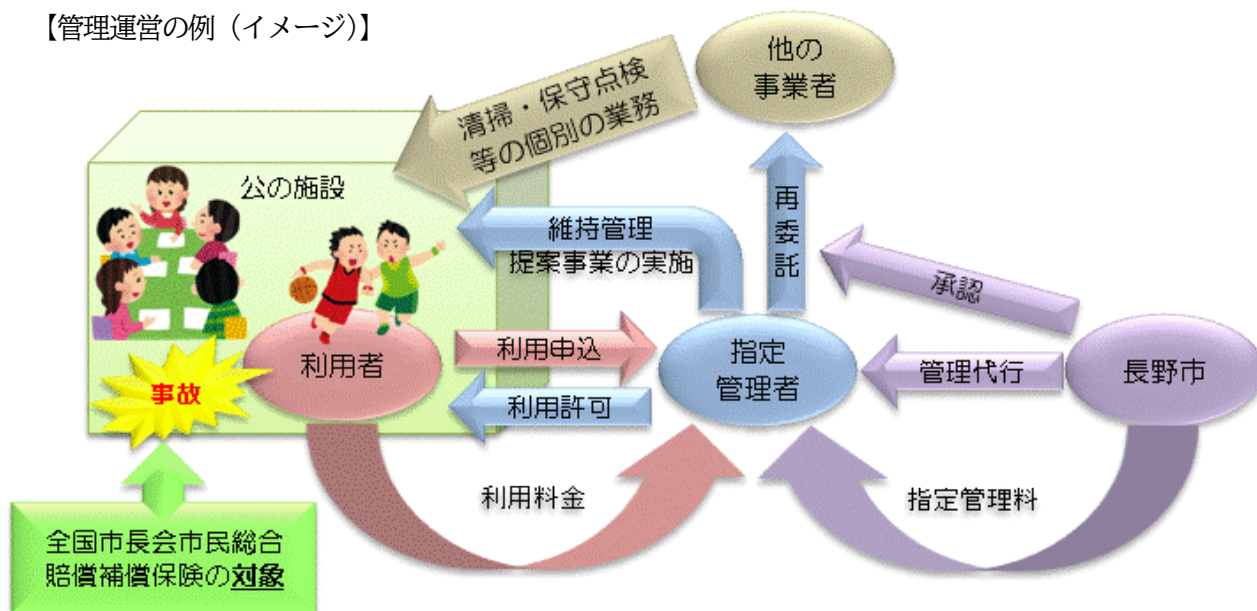 【管理運営の例（イメージ）】
他の
事業者
清掃・保守点検
等の個別の業務
公の施設
維持管理
提案事業の実施
再委託
承認
利用者
利用申込
指定
管理者
管理代行
長野市
事故
利用許可
利用料金
指定管理料
全国市長会市民総合
賠償補償保険の対象